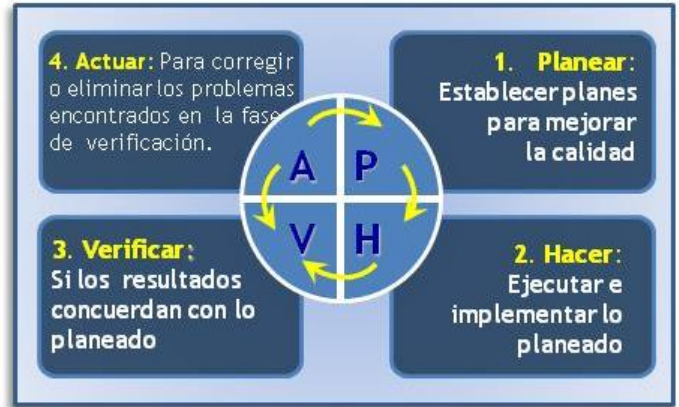 4. Actuar: Para corregir
o eliminar los problemas
encontrados en la fase
de verificación.
1. Planear:
Establecer planes
para mejorar
la calidad
A P
V H
3. Verificar:
Si los resultados
concuerdan con lo
planeado
2. Hacer:
Ejecutar e
implementar lo
planeado